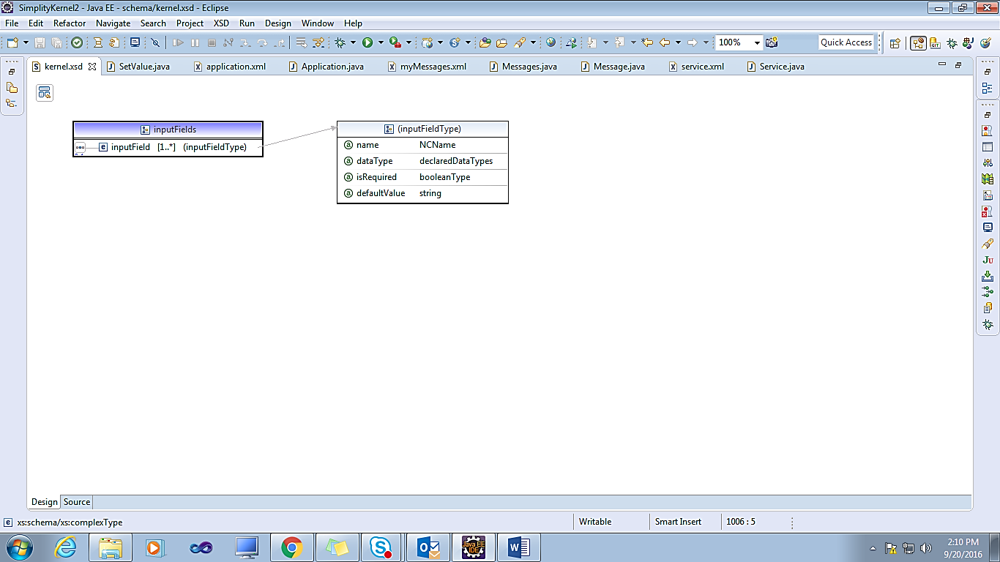 SimplityKernel2 - Java EE - schema/kernel.xsd - Eclipse
File Edit Refactor Navigate Search Project XSD Run Design Window Help
100% Quick Access
kernel.xsd SetValue.java application.xml Application.java myMessages.xml Messages.java Message.java service.xml Service.java
inputFields
inputField [1..*] (inputFieldType)
(inputFieldType)
name NCName
dataType declaredDataTypes
isRequired booleanType
defaultValue string
Design Source
xs:schema/xs:complexType Writable Smart Insert 1006 : 5
2:10 PM
9/20/2016